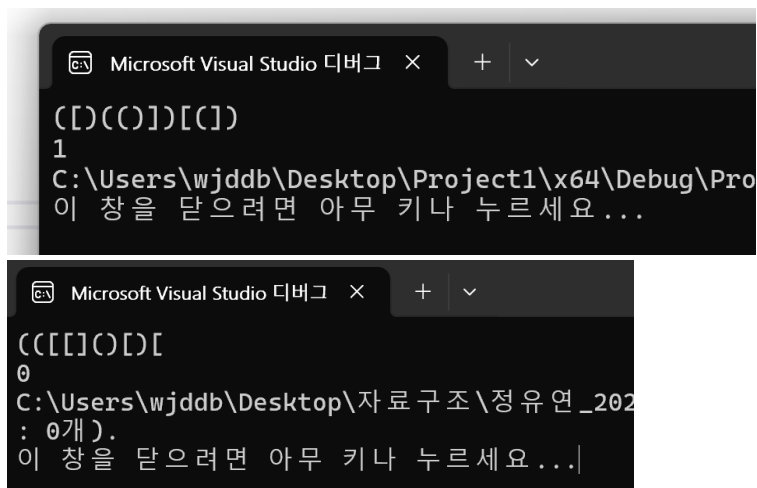 Microsoft Visual Studio 디버그
([)(()])[(])
1
C:\Users\wjddb\Desktop\Project1\x64\Debug\Pro
이 창을 닫으려면 아무 키나 누르세요...
Microsoft Visual Studio 디버그
(([[]()[)[
0
C:\Users\wjddb\Desktop\자료구조\정유연_202
: 0개).
이 창을 닫으려면 아무 키나 누르세요...